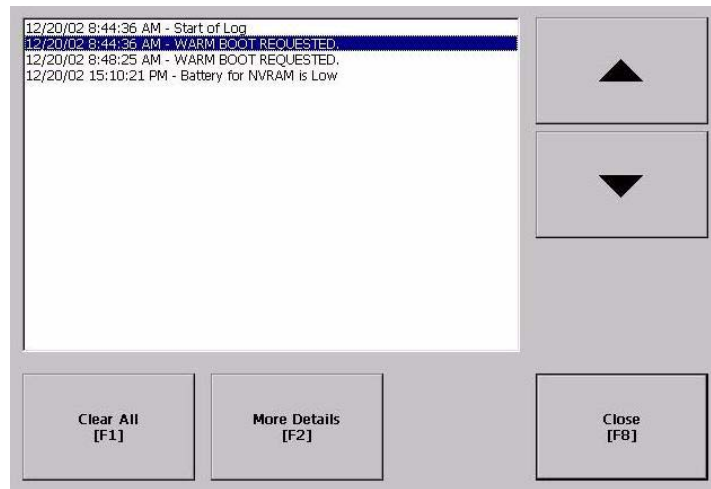 12/20/02 8:44:36 AM - Start of Log
12/20/02 8:44:36 AM - WARM BOOT REQUESTED.
12/20/02 8:48:25 AM - WARM BOOT REQUESTED.
12/20/02 15:10:21 PM - Battery for NVRAM is Low
Clear All
[F1]
More Details
[F2]
Close
[F8]